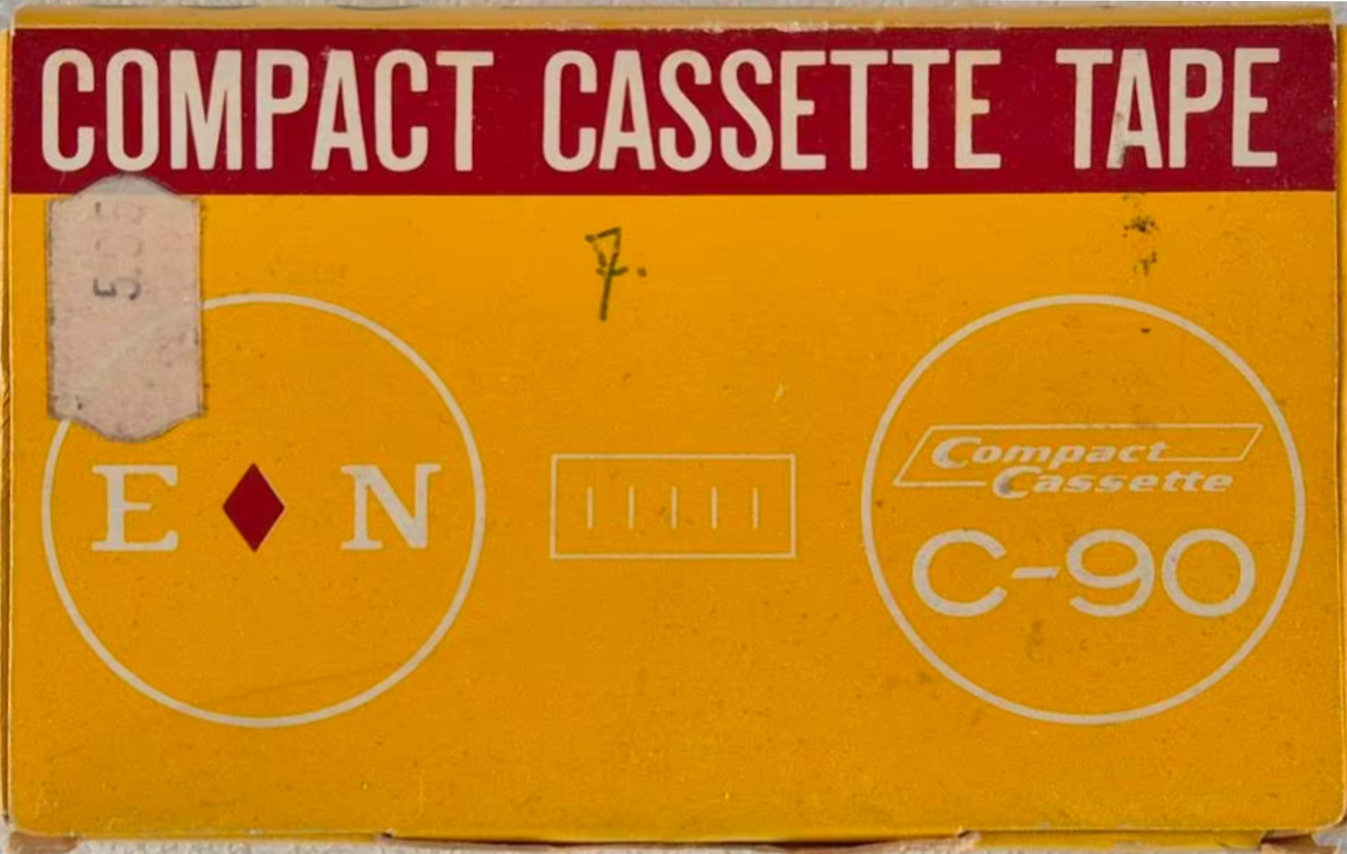 COMPACT CASSETTE TAPE
7.
E ♦ N
Compact
Cassette
C-90